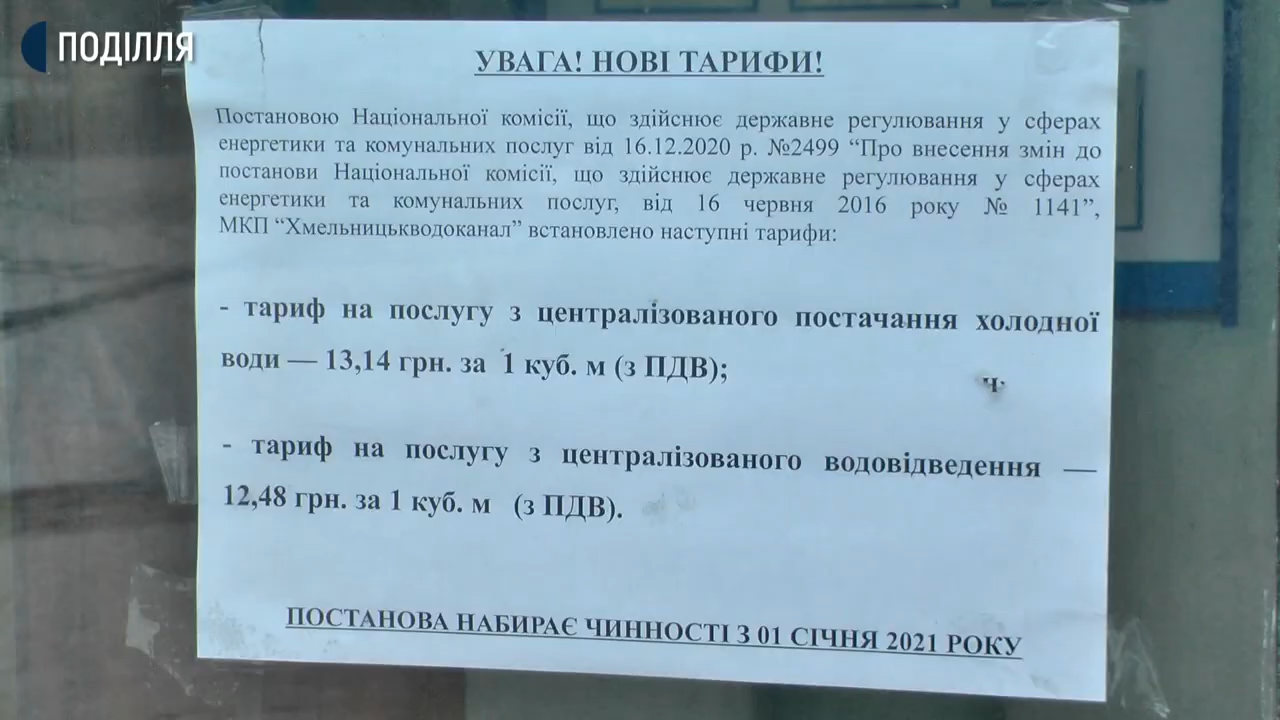 ПОДІЛЛЯ
УВАГА! НОВІ ТАРИФИ!
Постановою Національної комісії, що здійснює державне регулювання у сферах
енергетики та комунальних послуг від 16.12.2020 р. №2499 “Про внесення змін до
постанови Національної комісії, що здійснює державне регулювання у сферах
енергетики та комунальних послуг, від 16 червня 2016 року № 1141”,
МКП “Хмельницькводоканал” встановлено наступні тарифи:
- тариф на послугу з централізованого постачання холодної
води — 13,14 грн. за 1 куб. м (з ПДВ);
ч
- тариф на послугу з централізованого водовідведення —
12,48 грн. за 1 куб. м (з ПДВ).
ПОСТАНОВА НАБИРАЄ ЧИННОСТІ З 01 СІЧНЯ 2021 РОКУ